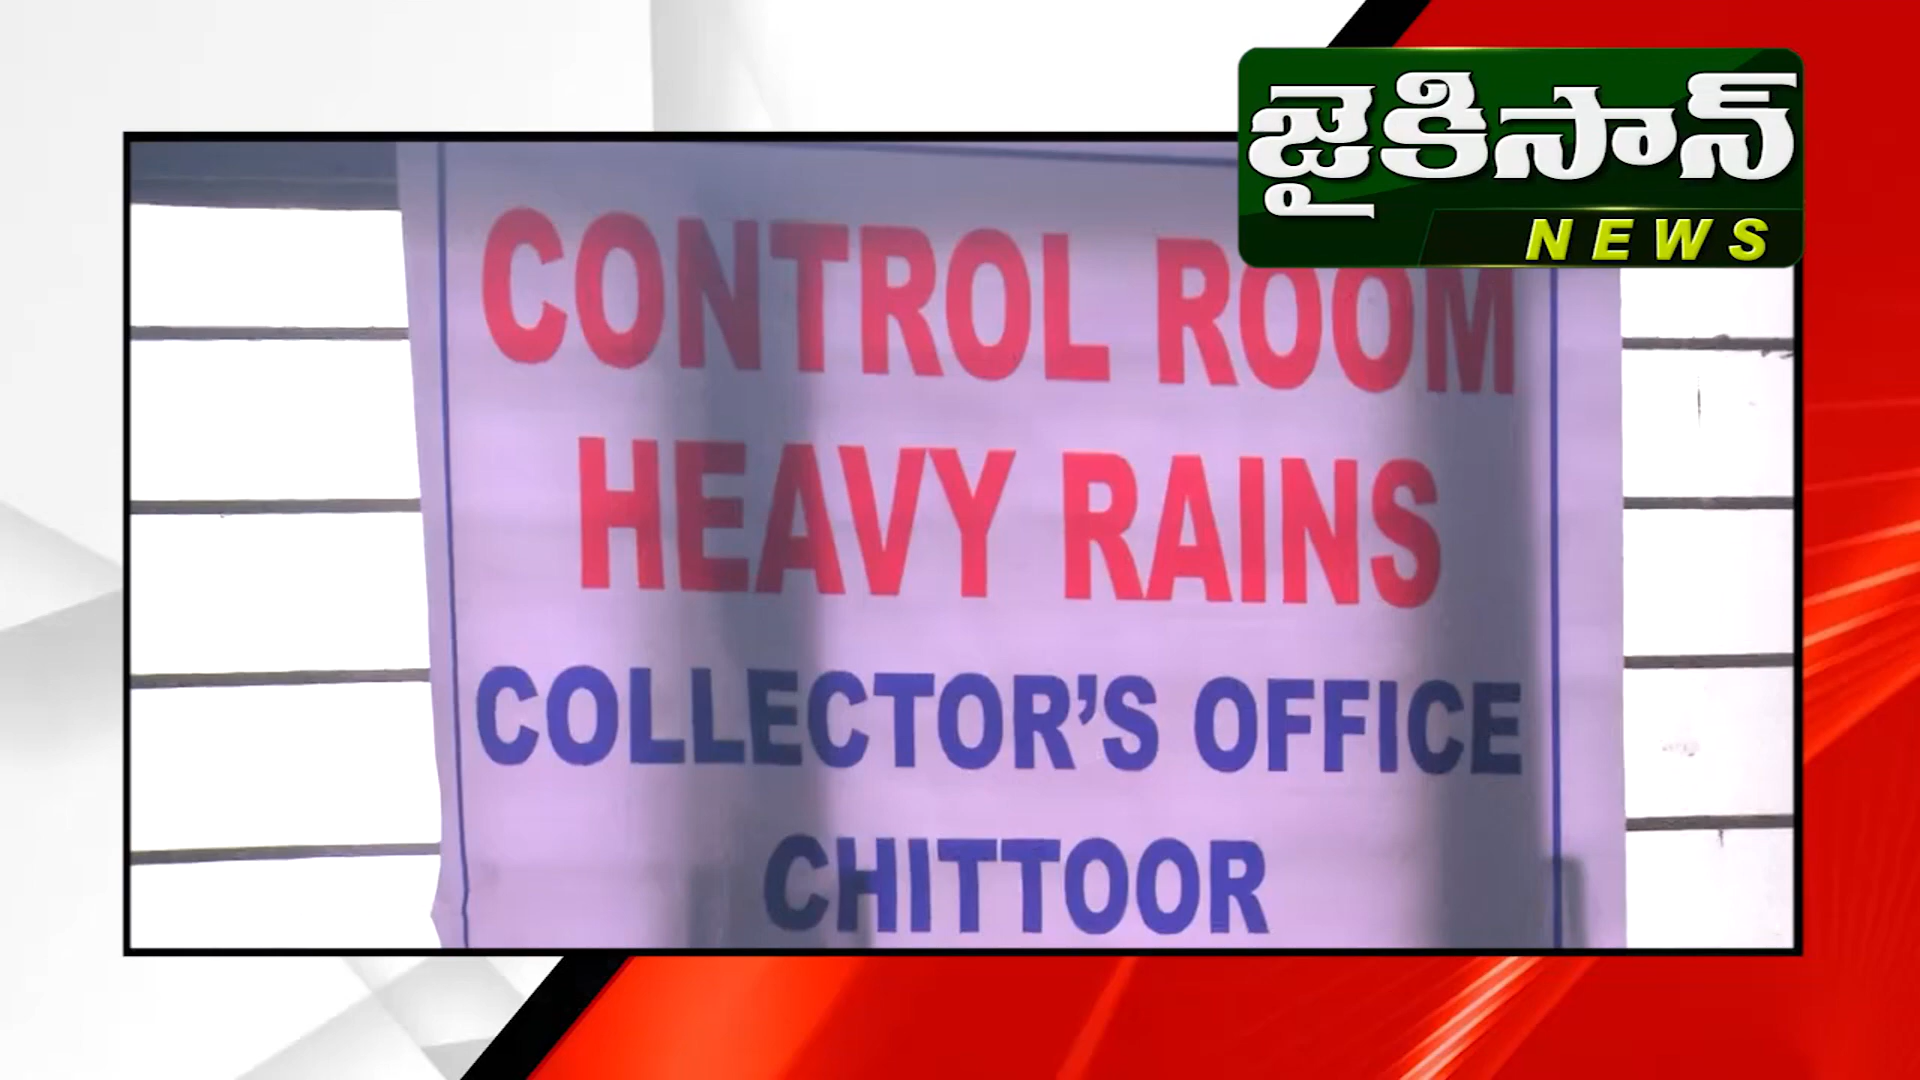 జైకిసాన్
NEWS
CONTROL ROOM
HEAVY RAINS
COLLECTOR'S OFFICE
CHITTOOR